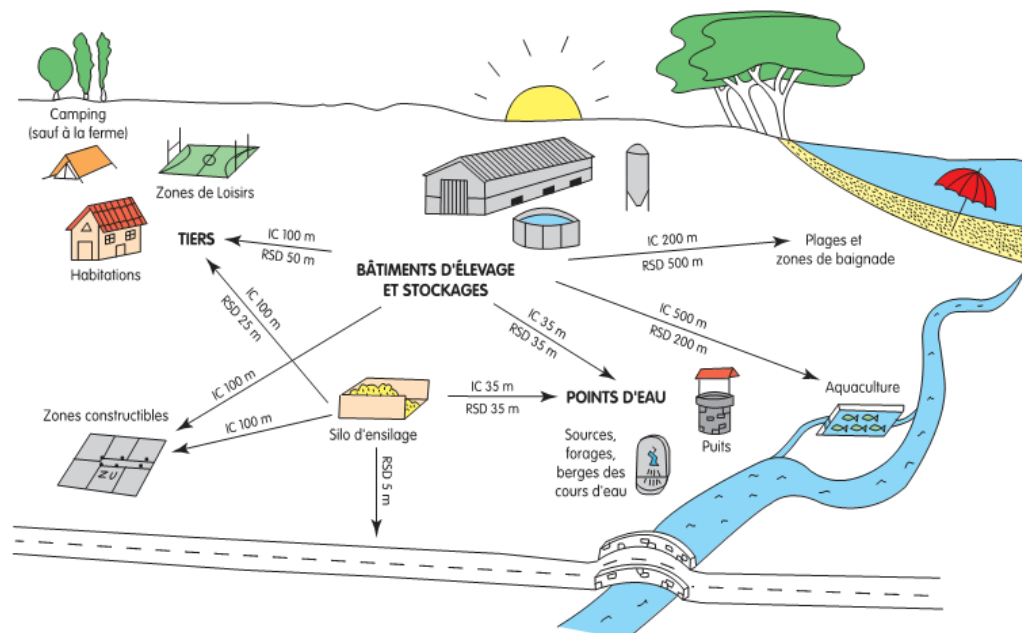 Camping
(sauf à la ferme)
Zones de Loisirs
Habitations
TIERS
IC 100 m
RSD 50 m
BÂTIMENTS D'ÉLEVAGE
ET STOCKAGES
IC 200 m
RSD 500 m
Plages et
zones de baignade
IC 100 m
RSD 25 m
IC 35 m
RSD 35 m
IC 500 m
RSD 200 m
IC 100 m
Zones constructibles
ZU
IC 100 m
Silo d'ensilage
IC 35 m
RSD 35 m
POINTS D'EAU
Aquaculture
Puits
Sources,
forages,
berges des
cours d'eau
RSD 5 m